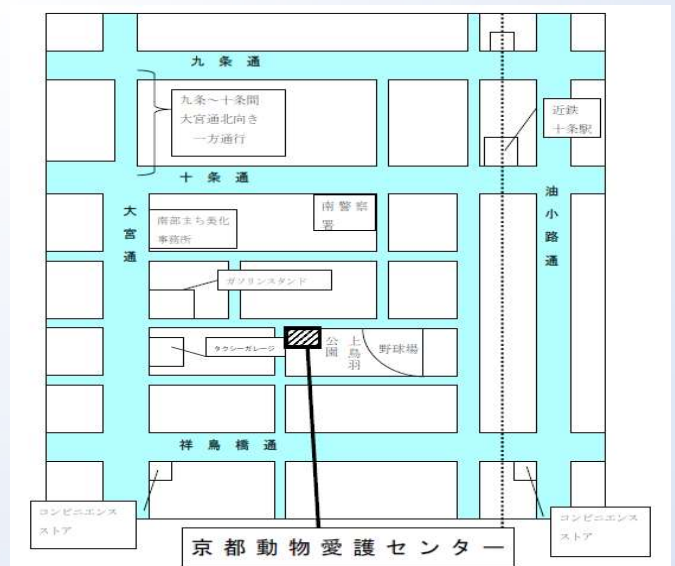 九条通
九条～十条間
大宮通北向き
一方通行
近鉄
十条駅
十条通
大宮通
油小路通
南部まち美化
事務所
南警察
署
ガソリンスタンド
タクシーガレージ
上鳥羽
公園
野球場
祥鳥橋通
コンビニエンス
ストア
コンビニエンス
ストア
京都動物愛護センター